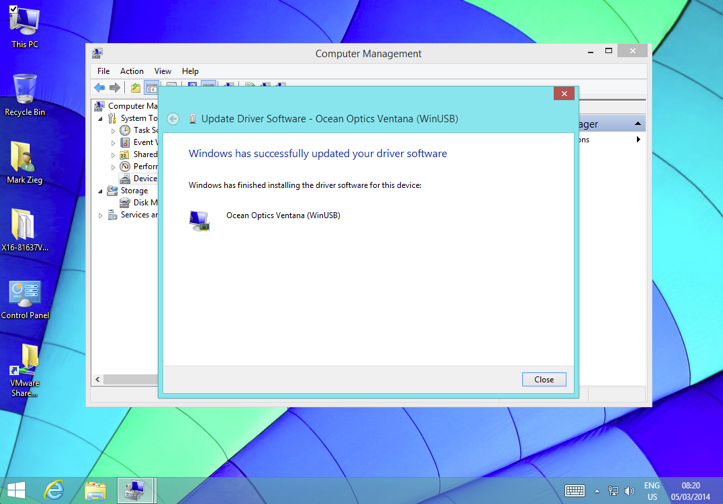 This PC
Recycle Bin
Mark Zieg
X16-81637V...
Control Panel
VMware
Share...
Computer Management
File Action View Help
Computer Ma
System To
Task Sc
Event V
Shared
Perfor
Device
Storage
Disk M
Services an
ager
ons
Update Driver Software - Ocean Optics Ventana (WinUSB)
Windows has successfully updated your driver software
Windows has finished installing the driver software for this device:
Ocean Optics Ventana (WinUSB)
Close
ENG
US
08:20
05/03/2014